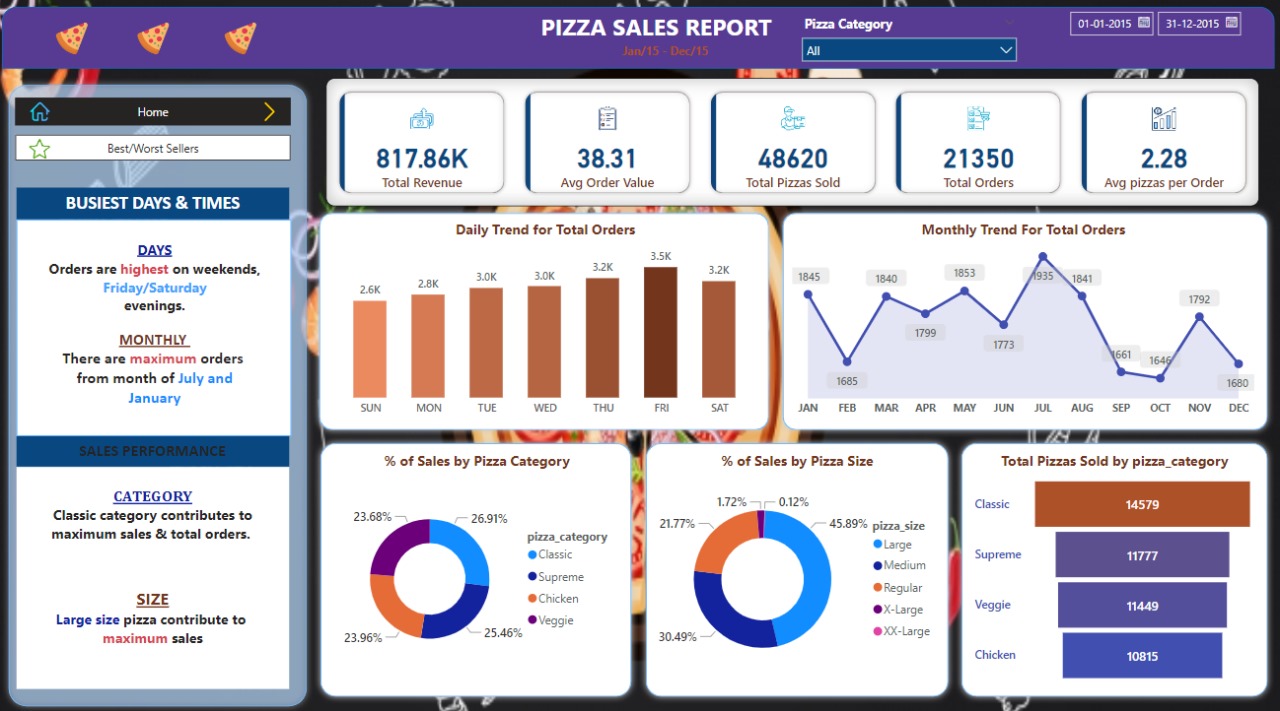 PIZZA SALES REPORT
Jan/15 - Dec/15
Pizza Category
All
01-01-2015
31-12-2015
Home
Best/Worst Sellers
BUSIEST DAYS & TIMES
DAYS
Orders are highest on weekends,
Friday/Saturday
evenings.
MONTHLY
There are maximum orders
from month of July and
January
SALES PERFORMANCE
CATEGORY
Classic category contributes to
maximum sales & total orders.
SIZE
Large size pizza contribute to
maximum sales
817.86K
Total Revenue
38.31
Avg Order Value
48620
Total Pizzas Sold
21350
Total Orders
2.28
Avg pizzas per Order
Daily Trend for Total Orders
2.6K
2.8K
3.0K
3.0K
3.2K
3.5K
3.2K
SUN MON TUE WED THU FRI SAT
Monthly Trend For Total Orders
1845
1685
1840
1799
1853
1773
1935
1841
1661
1646
1792
1680
JAN FEB MAR APR MAY JUN JUL AUG SEP OCT NOV DEC
% of Sales by Pizza Category
23.68%
26.91%
23.96%
25.46%
pizza_category
Classic
Supreme
Chicken
Veggie
% of Sales by Pizza Size
1.72%
0.12%
21.77%
45.89%
30.49%
pizza_size
Large
Medium
Regular
X-Large
XX-Large
Total Pizzas Sold by pizza_category
Classic 14579
Supreme 11777
Veggie 11449
Chicken 10815